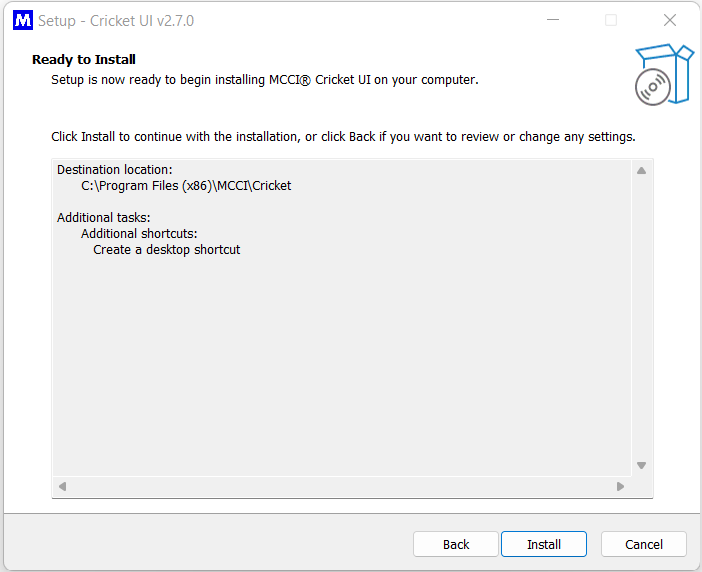 M Setup - Cricket UI v2.7.0
Ready to Install
Setup is now ready to begin installing MCCI® Cricket UI on your computer.
Click Install to continue with the installation, or click Back if you want to review or change any settings.
Destination location:
C:\Program Files (x86)\MCCI\Cricket
Additional tasks:
Additional shortcuts:
Create a desktop shortcut
Back Install Cancel